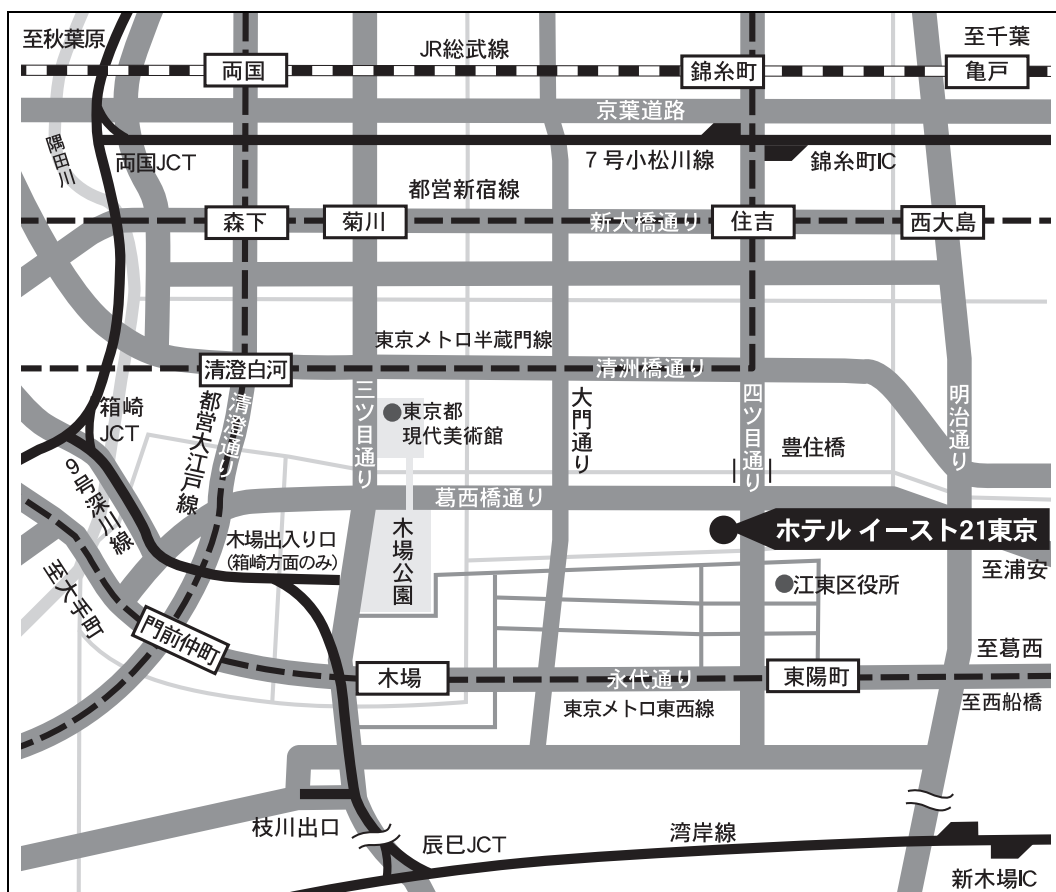 至秋葉原
JR総武線
至千葉
両国
錦糸町
亀戸
京葉道路
隅田川
両国JCT
7号小松川線
錦糸町IC
都営新宿線
森下
菊川
新大橋通り
住吉
西大島
東京メトロ半蔵門線
清澄白河
清洲橋通り
箱崎
JCT
都営大江戸線
清澄通り
三ツ目通り
東京都
現代美術館
大門通り
四ツ目通り
明治通り
豊住橋
9号深川線
葛西橋通り
木場出入り口
(箱崎方面のみ)
木場公園
ホテル イースト21東京
至浦安
至大手町
江東区役所
門前仲町
至葛西
木場
永代通り
東陽町
東京メトロ東西線
至西船橋
枝川出口
辰巳JCT
湾岸線
新木場IC